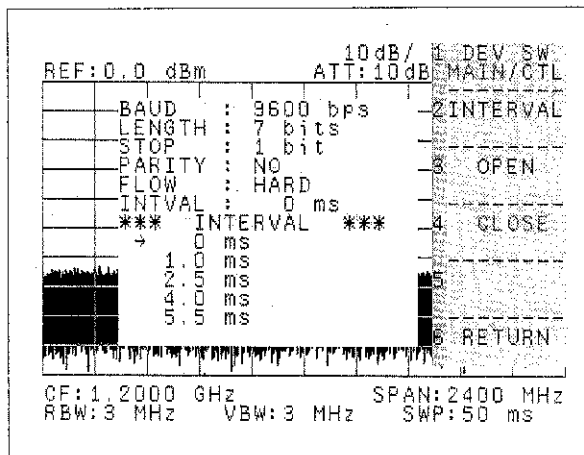 10dB/
REF:0.0 dBm ATT:10dB
BAUD : 9600 bps
LENGTH : 7 bits
STOP : 1 bit
PARITY : NO
FLOW : HARD
INTVAL : 0 ms
*** INTERVAL ***
→ 0 ms
1.0 ms
2.5 ms
4.0 ms
5.5 ms
CF:1.2000 GHz SPAN:2400 MHz
RBW:3 MHz VBW:3 MHz SWP:50 ms
1 DEV SW
MAIN/CTL
2 INTERVAL
3 OPEN
4 CLOSE
5
6 RETURN